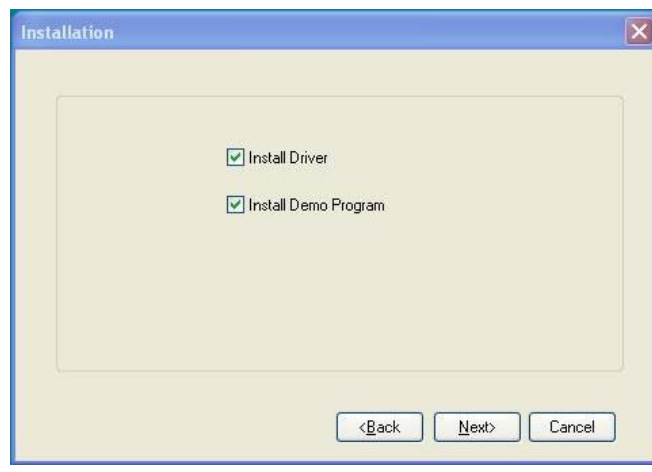 Installation
Install Driver
Install Demo Program
<Back Next> Cancel